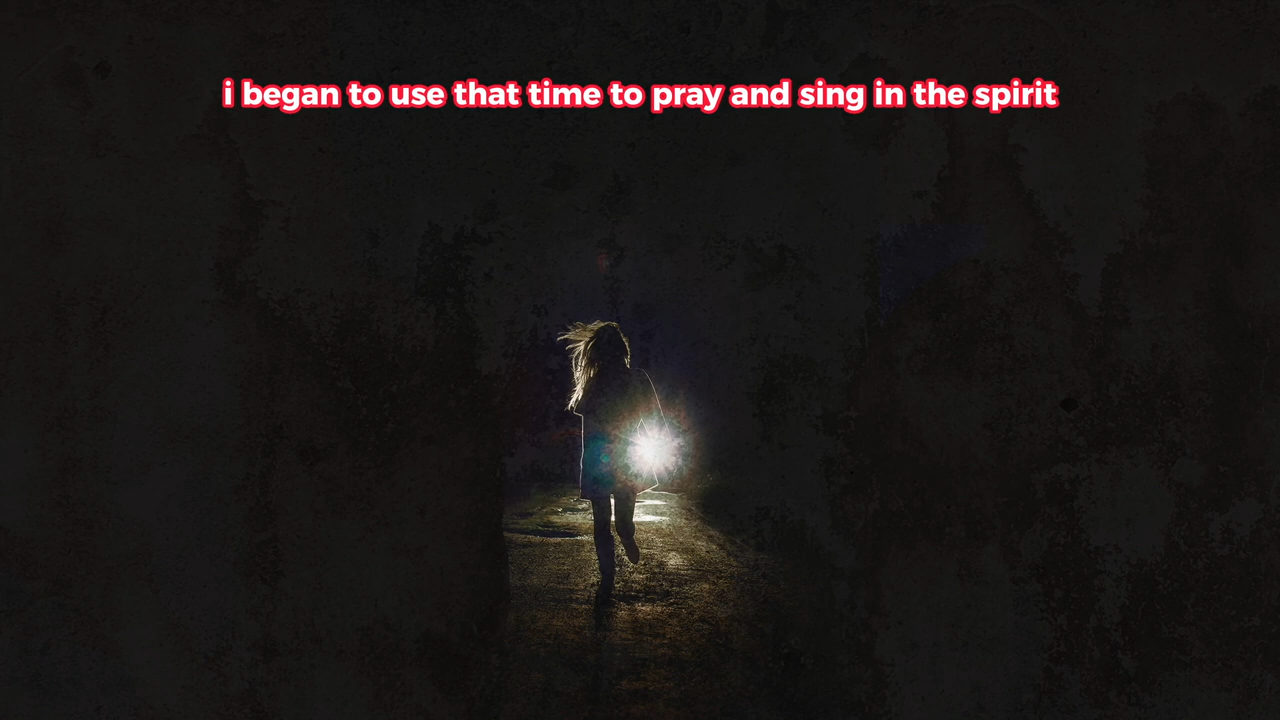 i began to use that time to pray and sing in the spirit